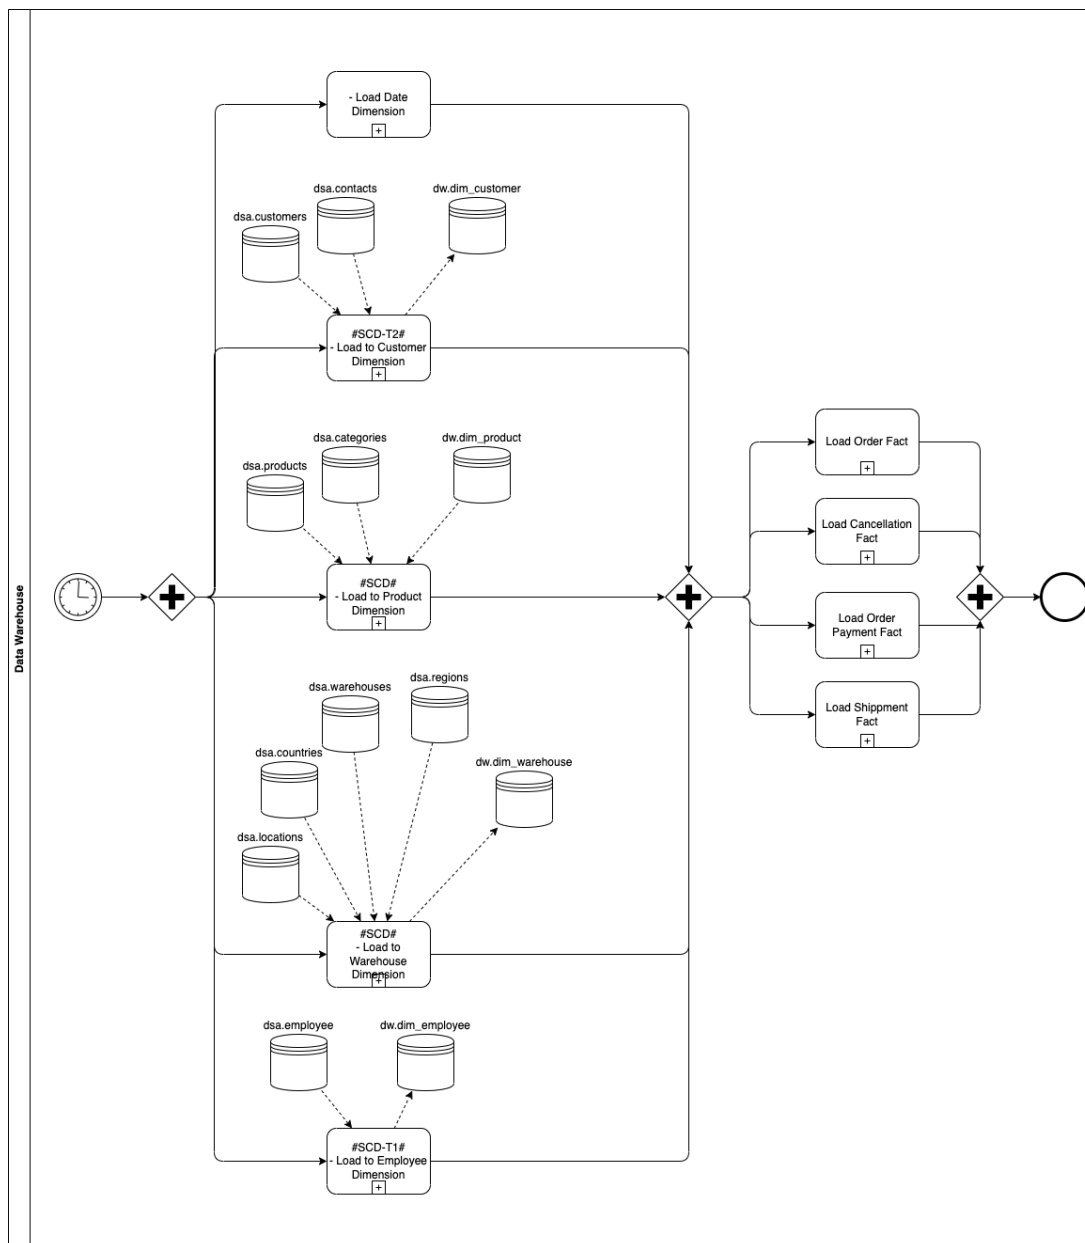 Data Warehouse
- Load Date
Dimension
dsa.contacts
dw.dim_customer
dsa.customers
#SCD-T2#
- Load to Customer
Dimension
dsa.categories
dw.dim_product
dsa.products
#SCD#
- Load to Product
Dimension
dsa.regions
dsa.warehouses
dsa.countries
dw.dim_warehouse
dsa.locations
#SCD#
- Load to
Warehouse
Dimension
dsa.employee
dw.dim_employee
#SCD-T1#
- Load to Employee
Dimension
Load Order Fact
Load Cancellation
Fact
Load Order
Payment Fact
Load Shippment
Fact